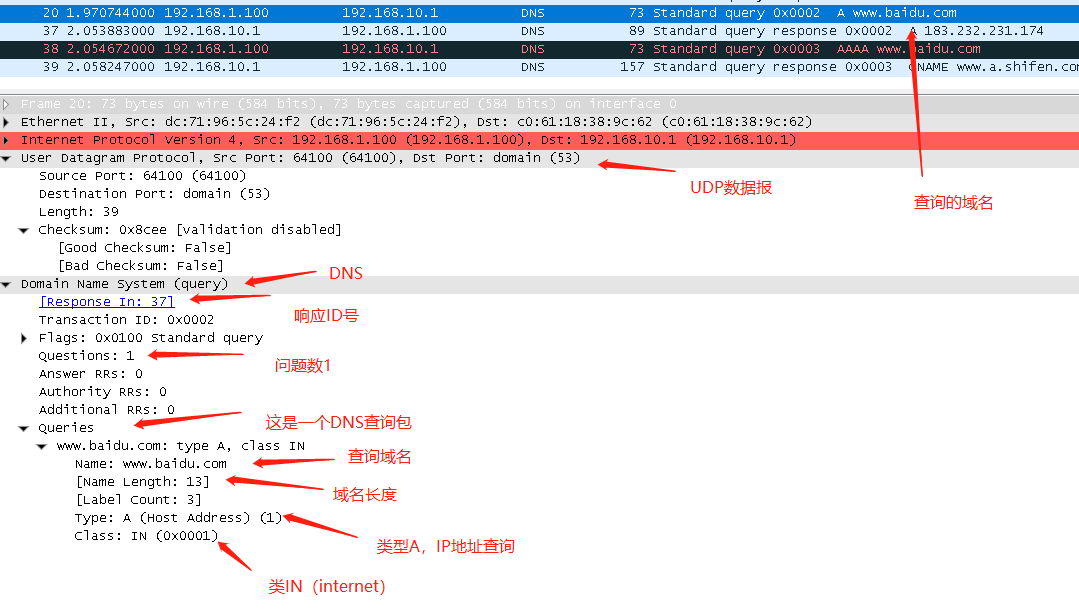 20 1.970744000 192.168.1.100 192.168.10.1 DNS 73 Standard query 0x0002 A www.baidu.com
37 2.053883000 192.168.10.1 192.168.1.100 DNS 89 Standard query response 0x0002 A 183.232.231.174
38 2.054672000 192.168.1.100 192.168.10.1 DNS 73 Standard query 0x0003 AAAA www.baidu.com
39 2.058247000 192.168.10.1 192.168.1.100 DNS 157 Standard query response 0x0003 CNAME www.a.shifen.com
Frame 20: 73 bytes on wire (584 bits), 73 bytes captured (584 bits) on interface 0
Ethernet II, Src: dc:71:96:5c:24:f2 (dc:71:96:5c:24:f2), Dst: c0:61:18:38:9c:62 (c0:61:18:38:9c:62)
Internet Protocol Version 4, Src: 192.168.1.100 (192.168.1.100), Dst: 192.168.10.1 (192.168.10.1)
User Datagram Protocol, Src Port: 64100 (64100), Dst Port: domain (53)
Source Port: 64100 (64100)
UDP数据报
Destination Port: domain (53)
查询的域名
Length: 39
Checksum: 0x8cee [validation disabled]
[Good Checksum: False]
[Bad Checksum: False]
DNS
Domain Name System (query)
[Response In: 37]
响应ID号
Transaction ID: 0x0002
Flags: 0x0100 Standard query
Questions: 1
问题数1
Answer RRs: 0
Authority RRs: 0
Additional RRs: 0
这是一个DNS查询包
Queries
www.baidu.com: type A, class IN
查询域名
Name: www.baidu.com
[Name Length: 13]
域名长度
[Label Count: 3]
Type: A (Host Address) (1)
Class: IN (0x0001)
类型A，IP地址查询
类IN（internet）